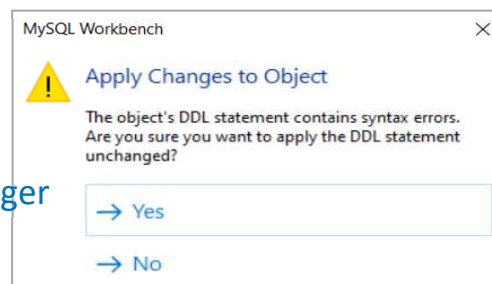 MySQL Workbench
Apply Changes to Object
The object's DDL statement contains syntax errors.
Are you sure you want to apply the DDL statement
unchanged?
ger
Yes
No